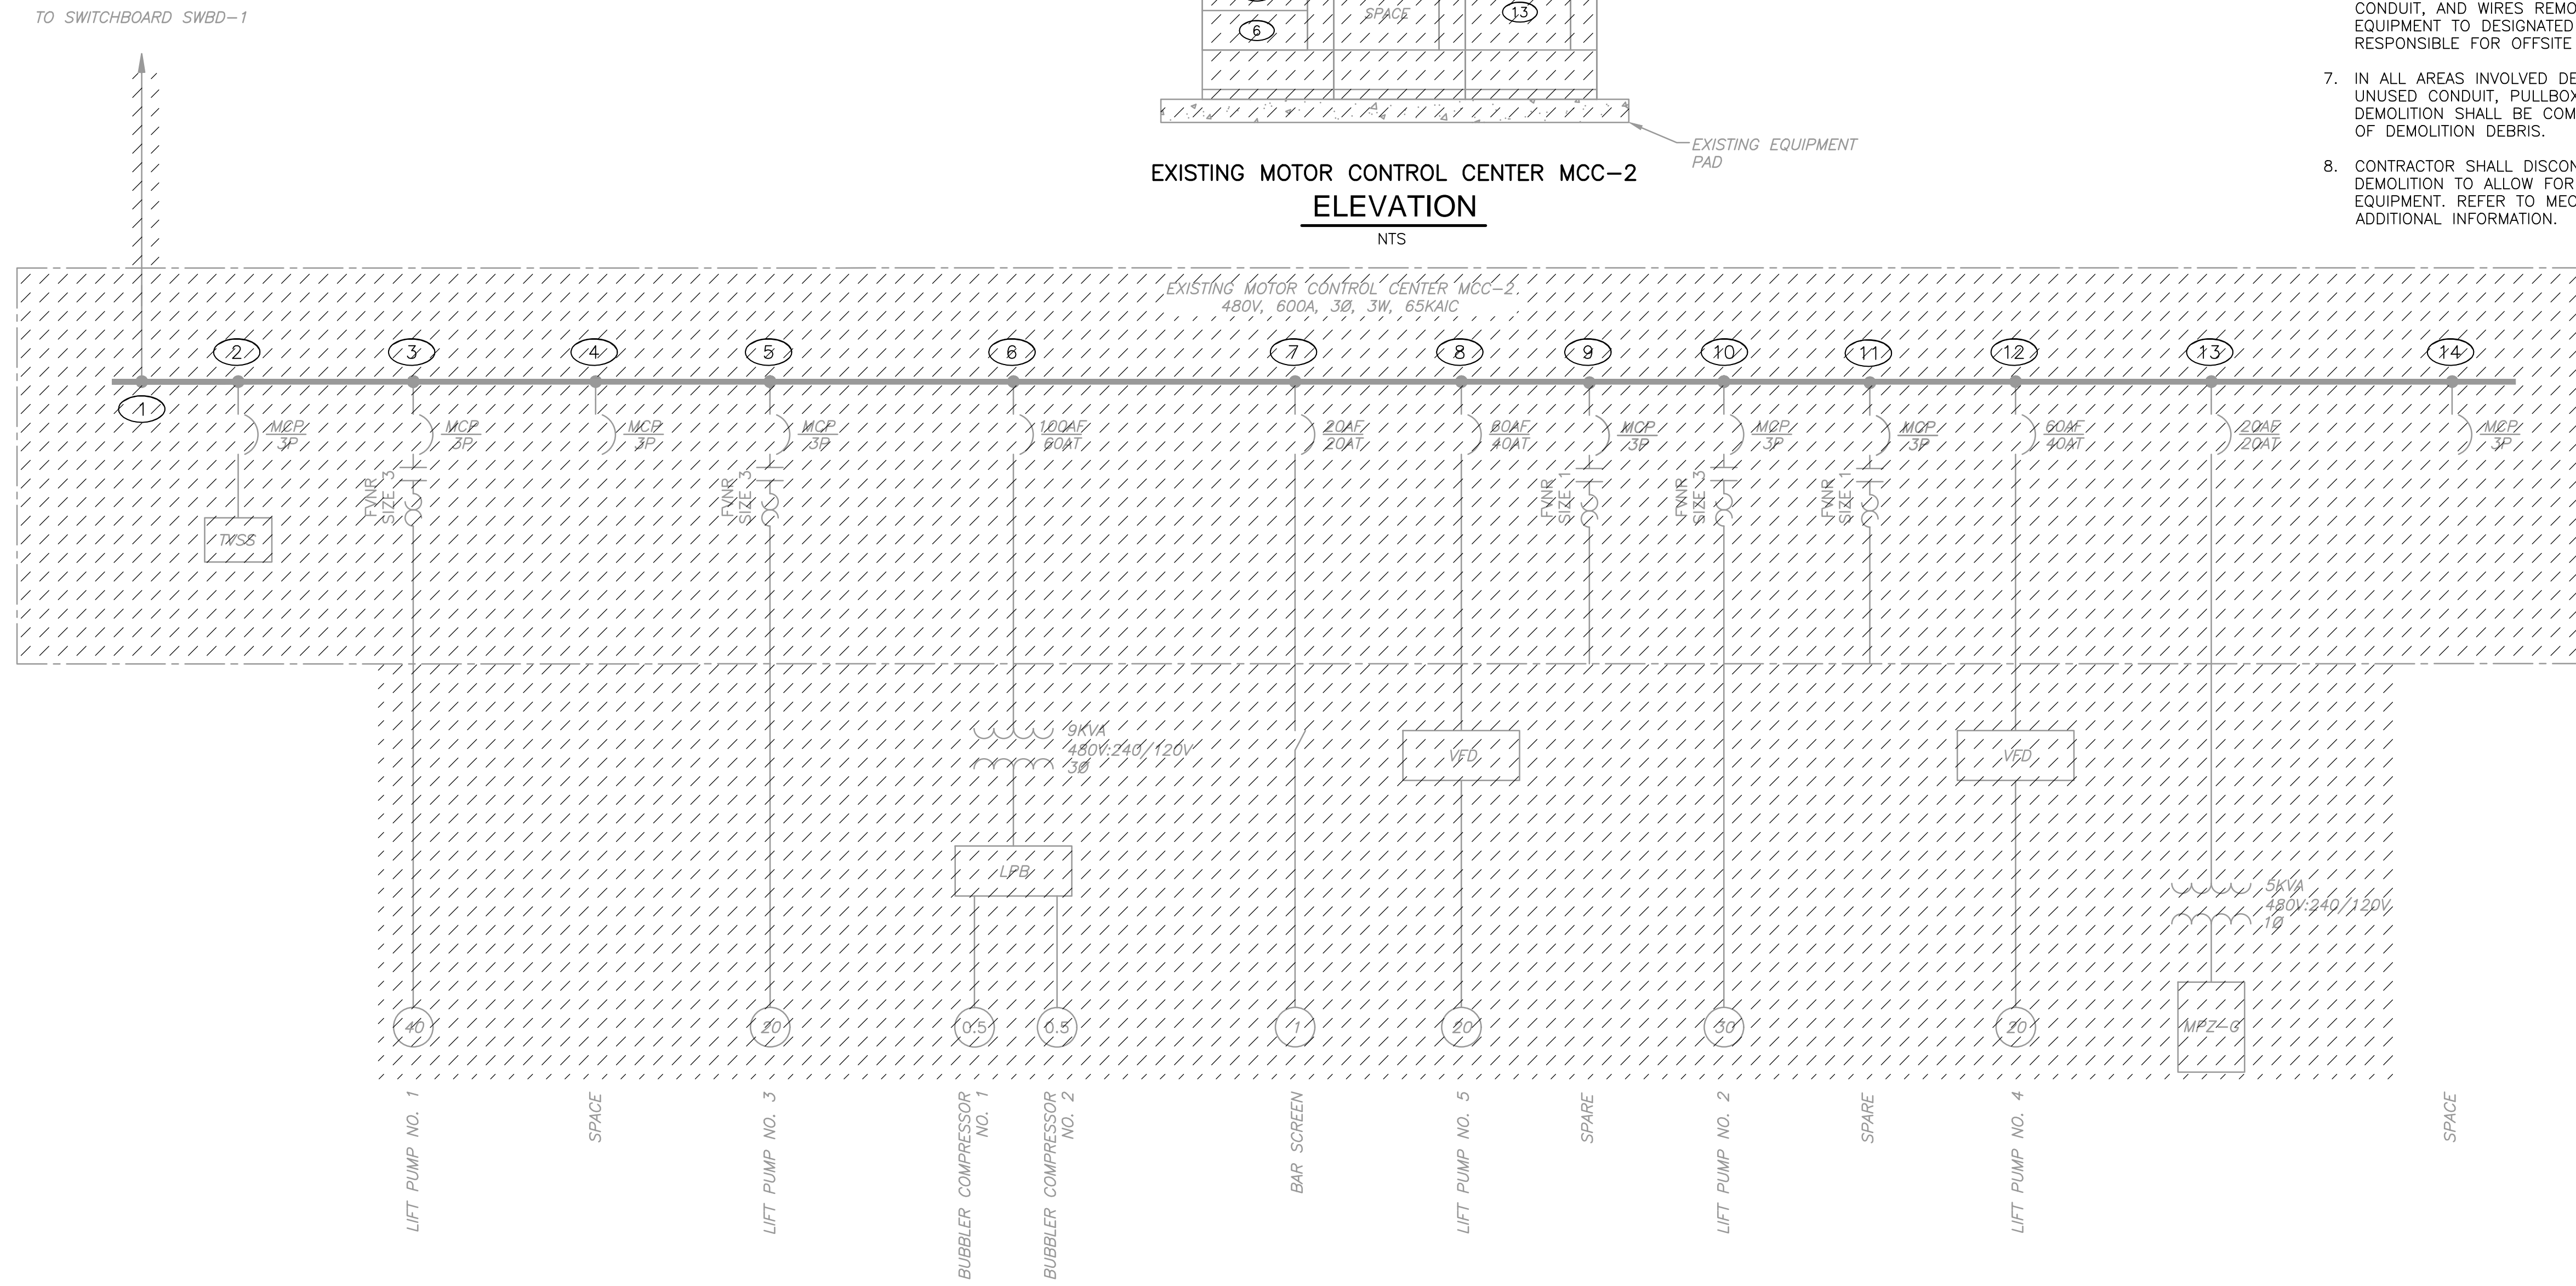 TO SWITCHBOARD SWBD-1
6
SPACE
13
EXISTING EQUIPMENT
PAD
EXISTING MOTOR CONTROL CENTER MCC-2
ELEVATION
NTS
CONDUIT, AND WIRES REMO
EQUIPMENT TO DESIGNATED
RESPONSIBLE FOR OFFSITE
7. IN ALL AREAS INVOLVED DE
UNUSED CONDUIT, PULLBOX
DEMOLITION SHALL BE COM
OF DEMOLITION DEBRIS.
8. CONTRACTOR SHALL DISCON
DEMOLITION TO ALLOW FOR
EQUIPMENT. REFER TO MEC
ADDITIONAL INFORMATION.
EXISTING MOTOR CONTROL CENTER MCC-2
480V, 600A, 3Ø, 3W, 65KAIC
1
2
MCP
3P
TVSS
3
MCP
3P
FVNR
SIZE 3
40
LIFT PUMP NO. 1
4
MCP
3P
SPACE
5
MCP
3P
FVNR
SIZE 3
20
LIFT PUMP NO. 3
6
100AF
60AT
9KVA
480V:240/120V
3Ø
LPB
0.5
0.5
BUBBLER COMPRESSOR
NO. 1
BUBBLER COMPRESSOR
NO. 2
7
20AF
20AT
1
BAR SCREEN
8
60AF
40AT
VFD
20
LIFT PUMP NO. 5
9
MCP
3P
FVNR
SIZE 1
SPARE
10
MCP
3P
FVNR
SIZE 3
30
LIFT PUMP NO. 2
11
MCP
3P
FVNR
SIZE 1
SPARE
12
60AF
40AT
VFD
20
LIFT PUMP NO. 4
13
20AF
20AT
5KVA
480V:240/120V
1Ø
MPZ-G
14
MCP
3P
SPACE